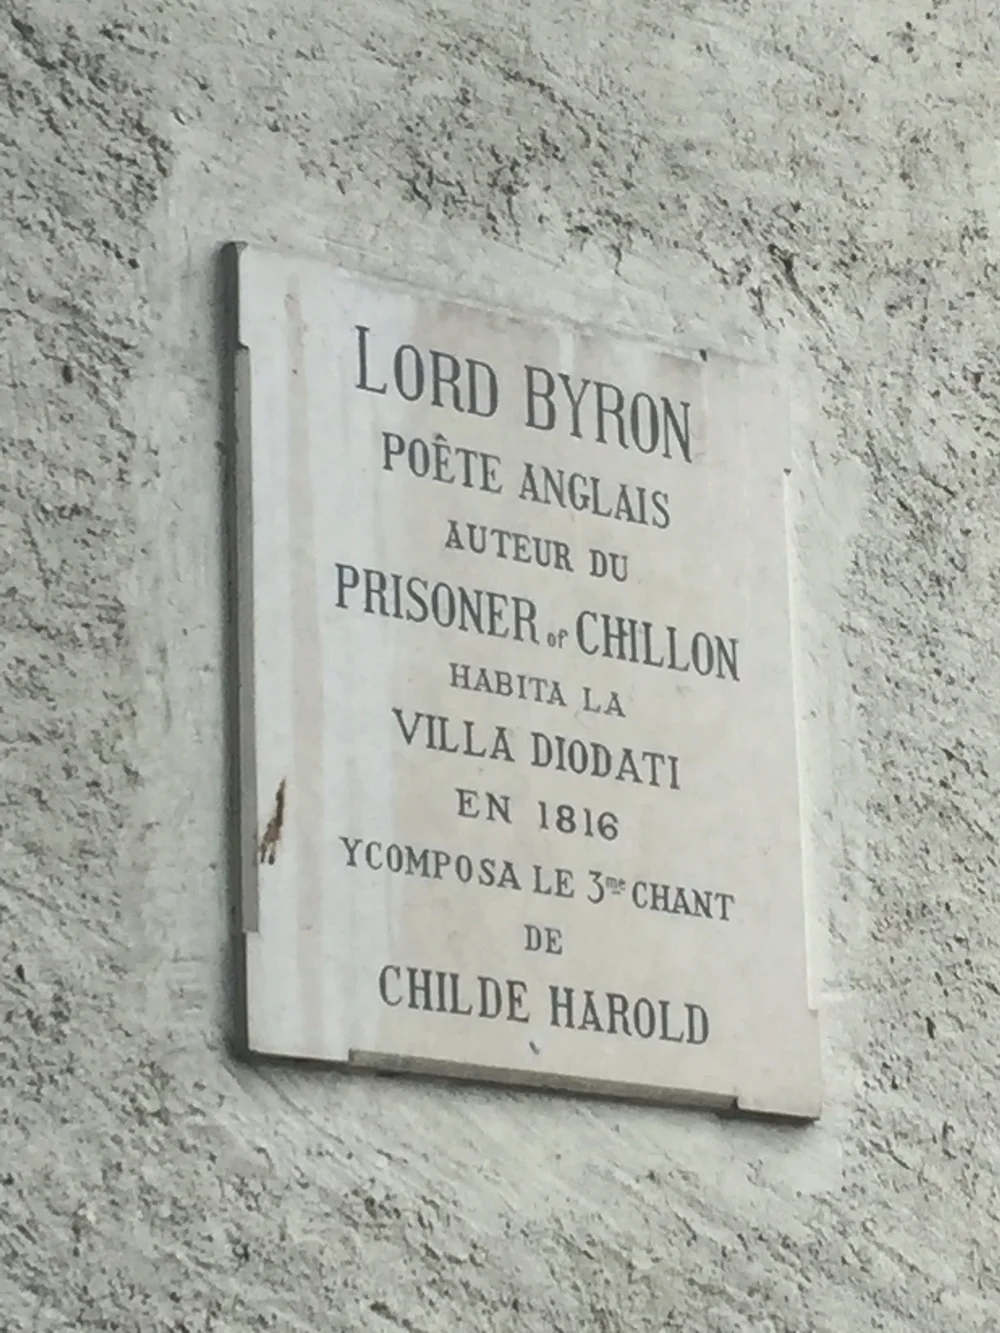 LORD BYRON
POÊTE ANGLAIS
AUTEUR DU
PRISONER of CHILLON
HABITA LA
VILLA DIODATI
EN 1816
Y COMPOSA LE 3me CHANT
DE
CHILDE HAROLD